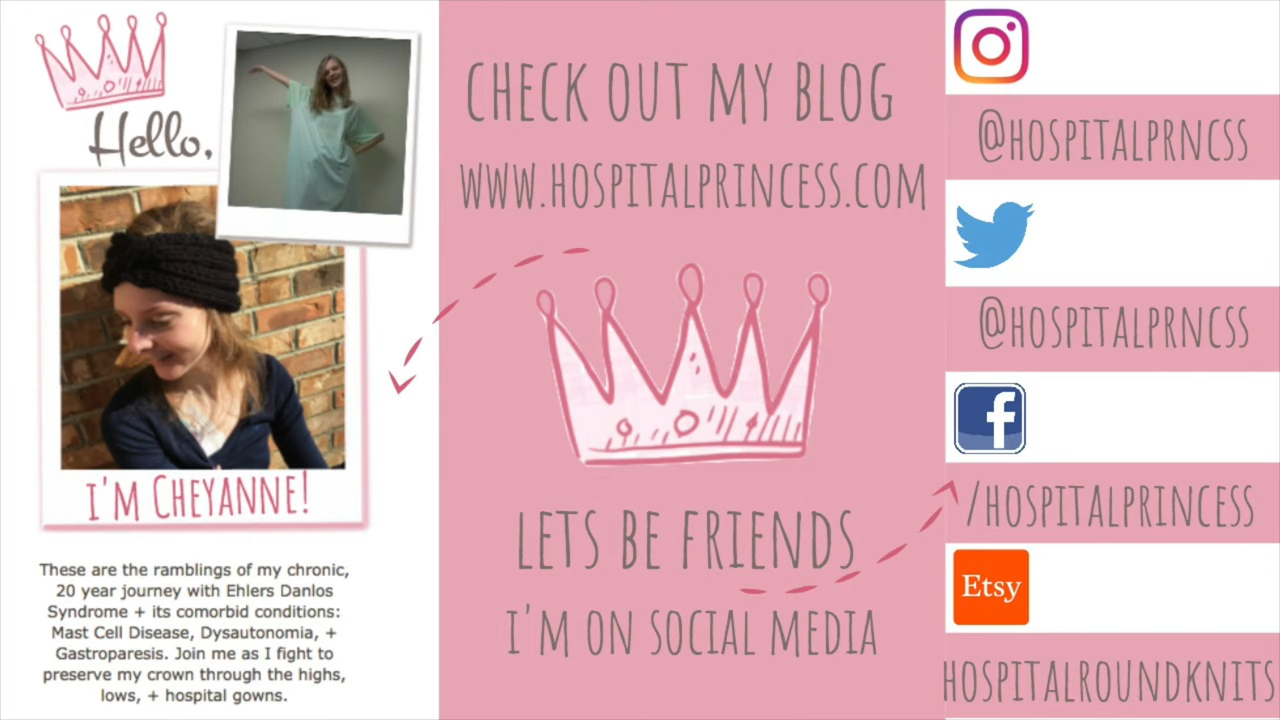 Hello,
I'M CHEYANNE!
These are the ramblings of my chronic,
20 year journey with Ehlers Danlos
Syndrome + its comorbid conditions:
Mast Cell Disease, Dysautonomia, +
Gastroparesis. Join me as I fight to
preserve my crown through the highs,
lows, + hospital gowns.
CHECK OUT MY BLOG
WWW.HOSPITALPRINCESS.COM
LETS BE FRIENDS
I'M ON SOCIAL MEDIA
@HOSPITALPRNCSS
@HOSPITALPRNCSS
f
/HOSPITALPRINCESS
Etsy
HOSPITALROUNDKNITS